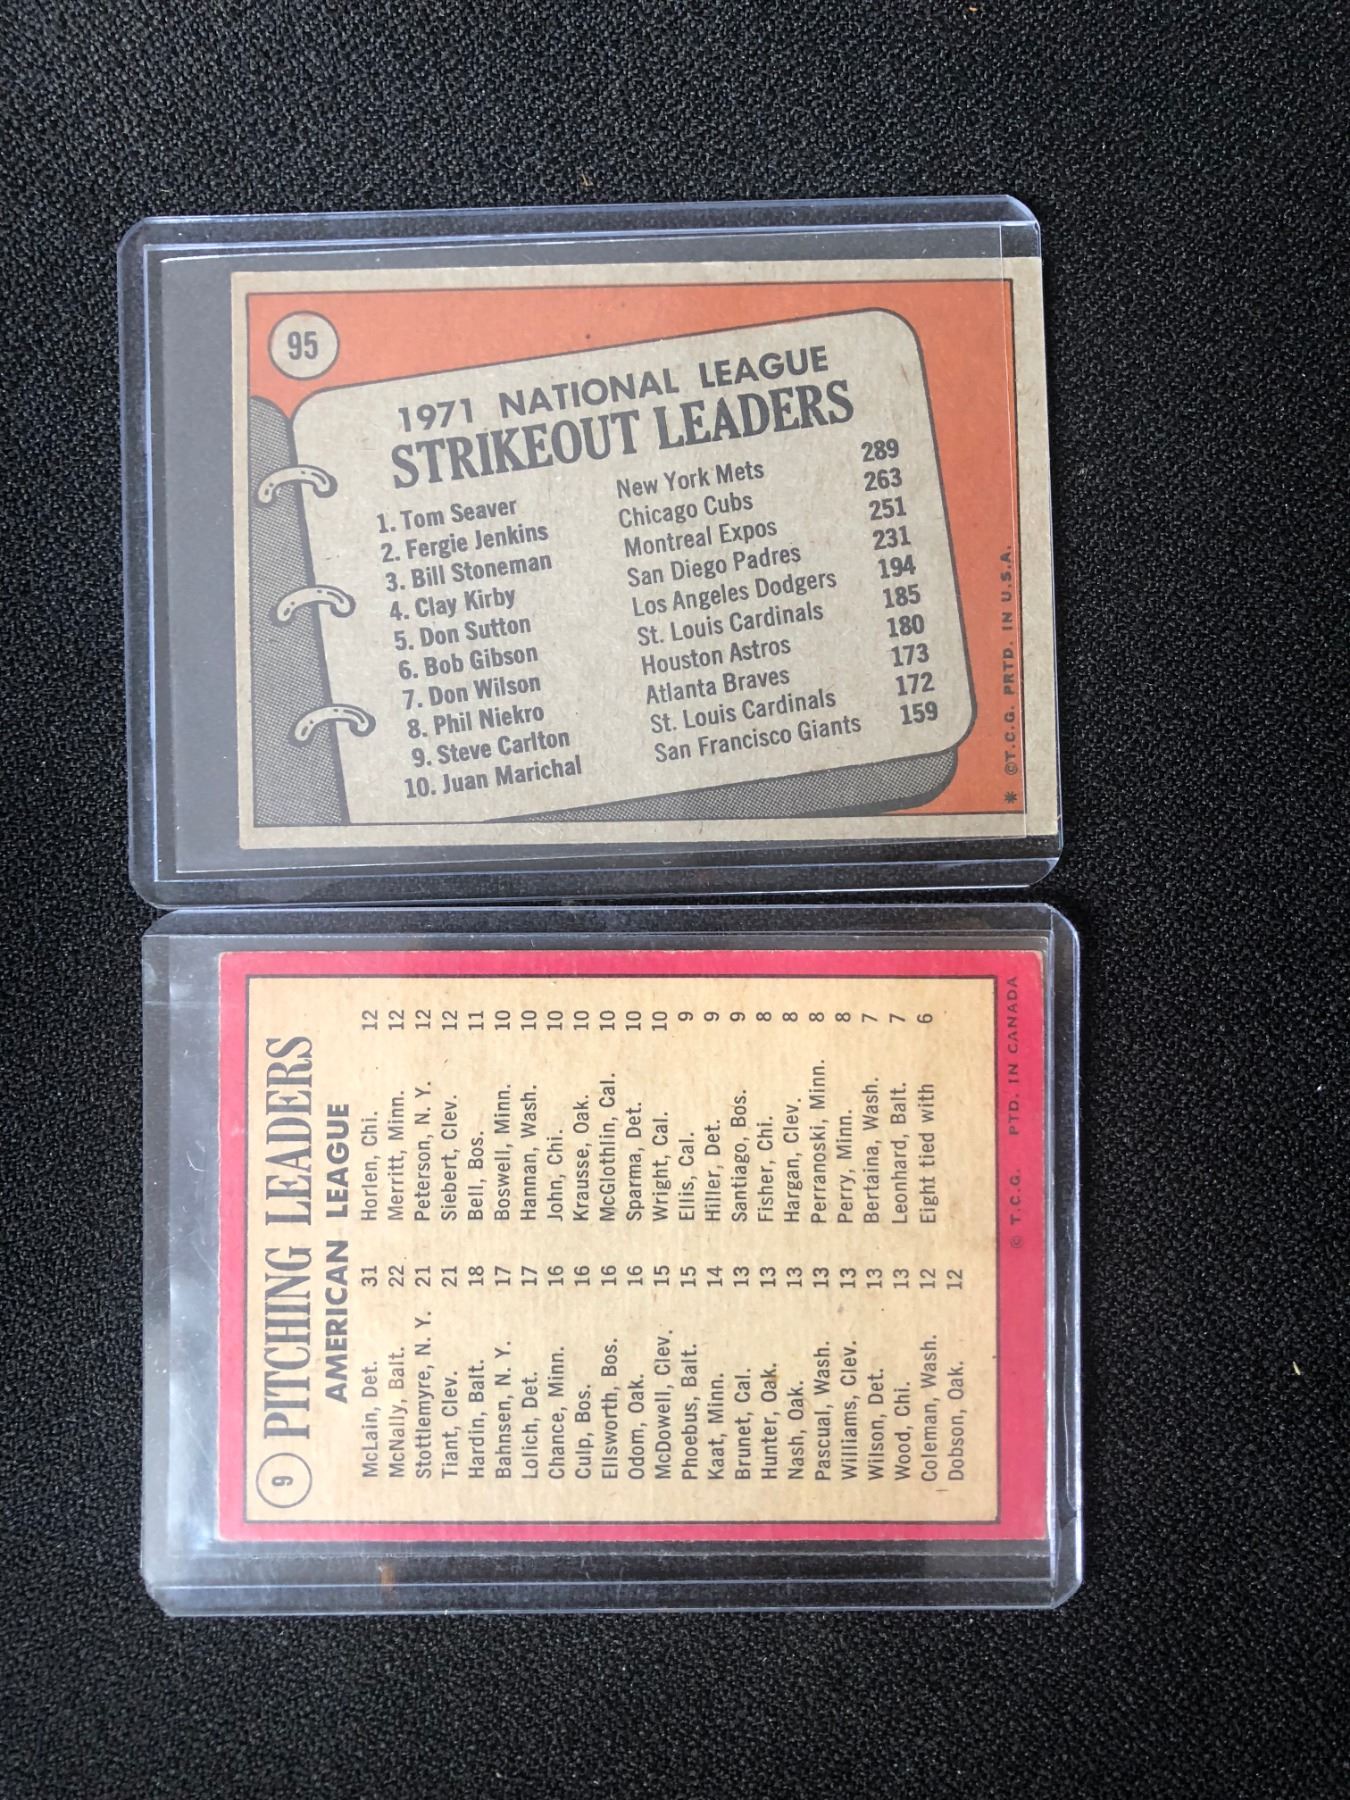 95
1971 NATIONAL LEAGUE
STRIKEOUT LEADERS
1. Tom Seaver New York Mets 289
2. Fergie Jenkins Chicago Cubs 263
3. Bill Stoneman Montreal Expos 251
4. Clay Kirby San Diego Padres 231
5. Don Sutton Los Angeles Dodgers 194
6. Bob Gibson St. Louis Cardinals 185
7. Don Wilson Houston Astros 180
8. Phil Niekro Atlanta Braves 173
9. Steve Carlton St. Louis Cardinals 172
10. Juan Marichal San Francisco Giants 159
* ©T.C.G. PRTD. IN U.S.A.
9 PITCHING LEADERS
AMERICAN LEAGUE
McLain, Det. 31 Horlen, Chi. 12
McNally, Balt. 22 Merritt, Minn. 12
Stottlemyre, N. Y. 21 Peterson, N. Y. 12
Tiant, Clev. 21 Siebert, Clev. 12
Hardin, Balt. 18 Bell, Bos. 11
Bahnsen, N. Y. 17 Boswell, Minn. 10
Lolich, Det. 17 Hannan, Wash. 10
Chance, Minn. 16 John, Chi. 10
Culp, Bos. 16 Krausse, Oak. 10
Ellsworth, Bos. 16 McGlothlin, Cal. 10
Odom, Oak. 16 Sparma, Det. 10
McDowell, Clev. 15 Wright, Cal. 10
Phoebus, Balt. 15 Ellis, Cal. 9
Kaat, Minn. 14 Hiller, Det. 9
Brunet, Cal. 13 Santiago, Bos. 9
Hunter, Oak. 13 Fisher, Chi. 8
Nash, Oak. 13 Hargan, Clev. 8
Pascual, Wash. 13 Perranoski, Minn. 8
Williams, Clev. 13 Perry, Minn. 8
Wilson, Det. 13 Bertaina, Wash. 7
Wood, Chi. 13 Leonhard, Balt. 7
Coleman, Wash. 12 Eight tied with 6
Dobson, Oak. 12
© T.C.G. PTD. IN CANADA